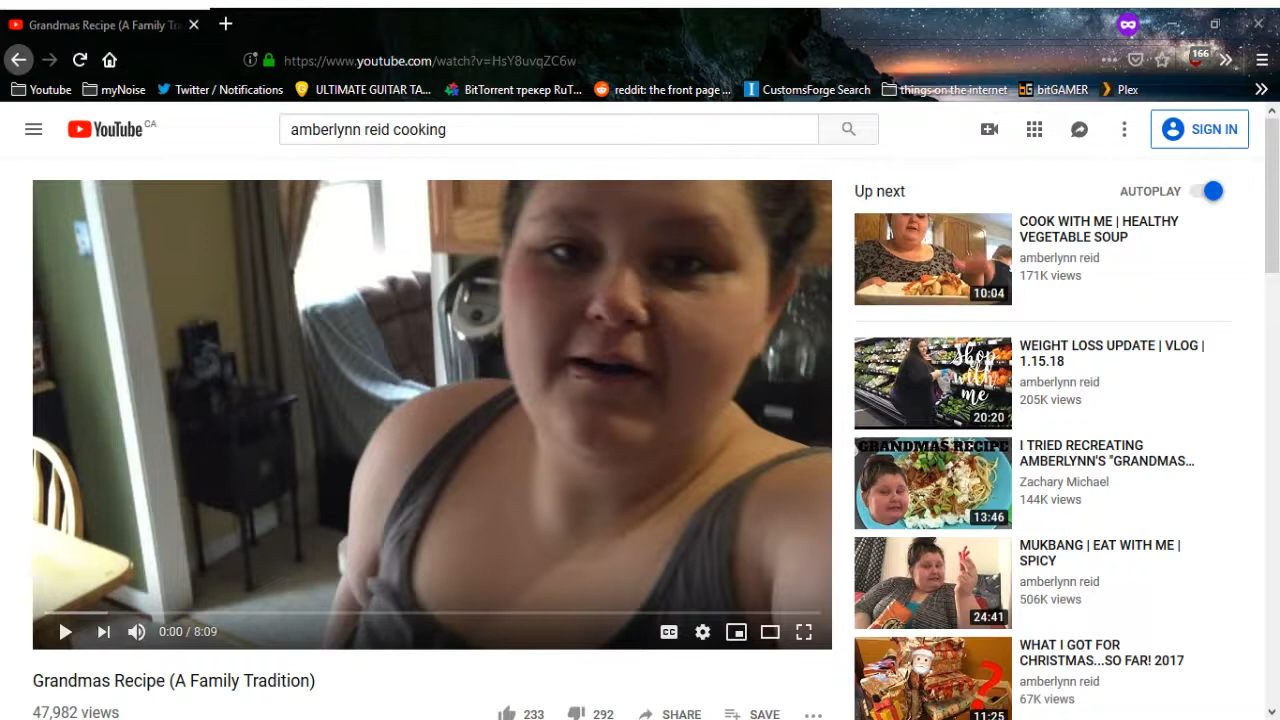 Grandmas Recipe (A Family Tr
https://www.youtube.com/watch?v=HsY8uvqZC6w
166
Youtube
myNoise
Twitter / Notifications
ULTIMATE GUITAR TA...
BitTorrent трекер RuT...
reddit: the front page ...
CustomsForge Search
things on the internet
bG bitGAMER
Plex
YouTube CA
amberlynn reid cooking
SIGN IN
Up next
AUTOPLAY
COOK WITH ME | HEALTHY
VEGETABLE SOUP
amberlynn reid
171K views
10:04
WEIGHT LOSS UPDATE | VLOG |
1.15.18
amberlynn reid
205K views
Shop
with
me
20:20
I TRIED RECREATING
AMBERLYNN'S "GRANDMAS...
Zachary Michael
144K views
GRANDMAS RECIPE
13:46
MUKBANG | EAT WITH ME |
SPICY
amberlynn reid
506K views
24:41
WHAT I GOT FOR
CHRISTMAS...SO FAR! 2017
amberlynn reid
67K views
?
11:25
0:00 / 8:09
CC
Grandmas Recipe (A Family Tradition)
47,982 views
233
292
SHARE
SAVE